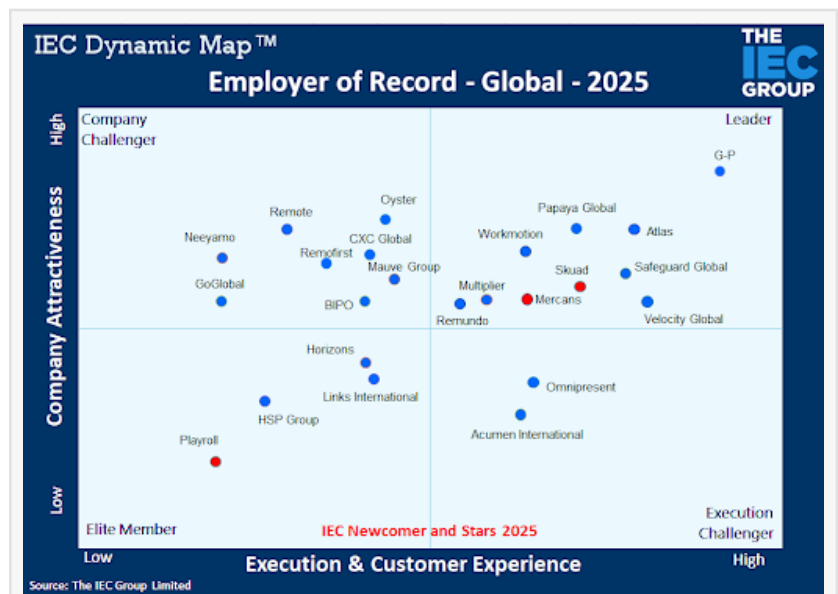 IEC Dynamic Map™
THE
IEC
GROUP
Employer of Record - Global - 2025
High
Company
Challenger
Leader
G-P
Oyster
Remote
Papaya Global
Neeyamo
CXC Global
Workmotion
Atlas
Remofirst
Mauve Group
Skuad
Safeguard Global
GoGlobal
Multiplier
BIPO
Mercans
Remundo
Velocity Global
Company Attractiveness
Horizons
Links International
Omnipresent
HSP Group
Acumen International
Playroll
Low
Elite Member
IEC Newcomer and Stars 2025
Execution
Challenger
Low
Execution & Customer Experience
High
Source: The IEC Group Limited